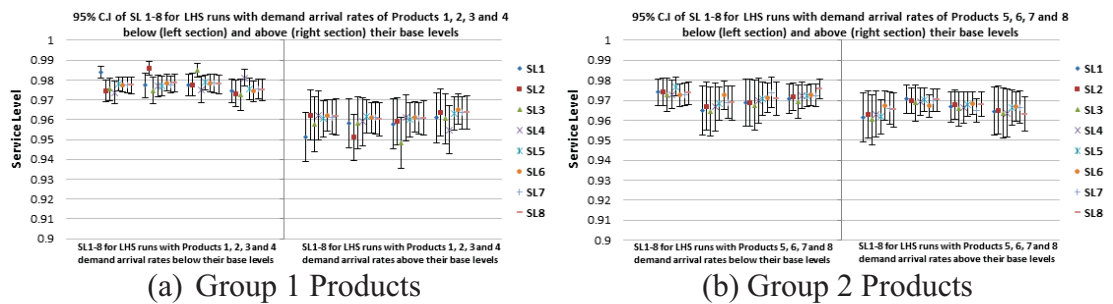 95% C.I of SL 1-8 for LHS runs with demand arrival rates of Products 1, 2, 3 and 4
below (left section) and above (right section) their base levels
Service Level
1
0.99
0.98
0.97
0.96
0.95
0.94
0.93
0.92
0.91
0.9
SL1
SL2
SL3
SL4
SL5
SL6
SL7
SL8
SL1-8 for LHS runs with Products 1, 2, 3 and 4
demand arrival rates below their base levels
SL1-8 for LHS runs with Products 1, 2, 3 and 4
demand arrival rates above their base levels
(a) Group 1 Products
95% C.I of SL 1-8 for LHS runs with demand arrival rates of Products 5, 6, 7 and 8
below (left section) and above (right section) their base levels
Service Level
1
0.99
0.98
0.97
0.96
0.95
0.94
0.93
0.92
0.91
0.9
SL1
SL2
SL3
SL4
SL5
SL6
SL7
SL8
SL1-8 for LHS runs with Products 5, 6, 7 and 8
demand arrival rates below their base levels
SL1-8 for LHS runs with Products 5, 6, 7 and 8
demand arrival rates above their base levels
(b) Group 2 Products